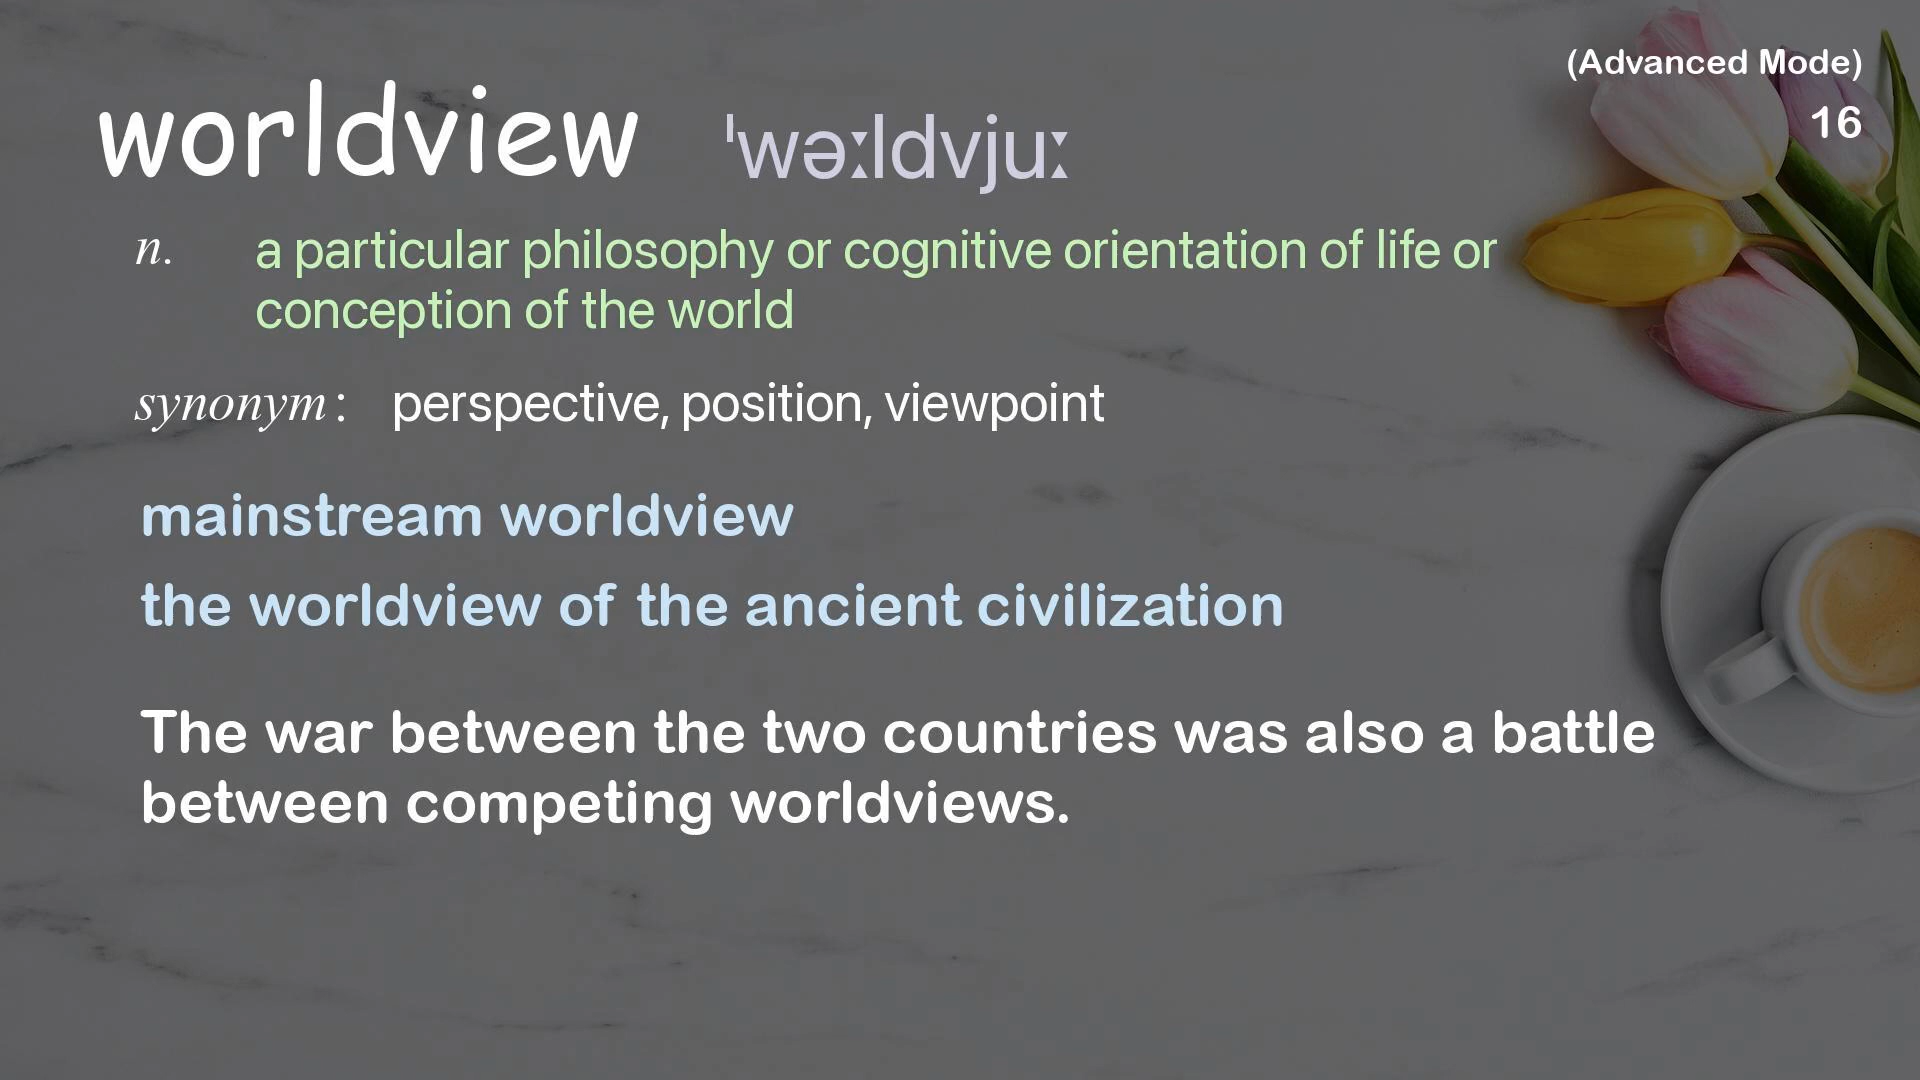 (Advanced Mode)
worldview ˈwəːldvjuː
16
n. a particular philosophy or cognitive orientation of life or
conception of the world
synonym: perspective, position, viewpoint
mainstream worldview
the worldview of the ancient civilization
The war between the two countries was also a battle
between competing worldviews.